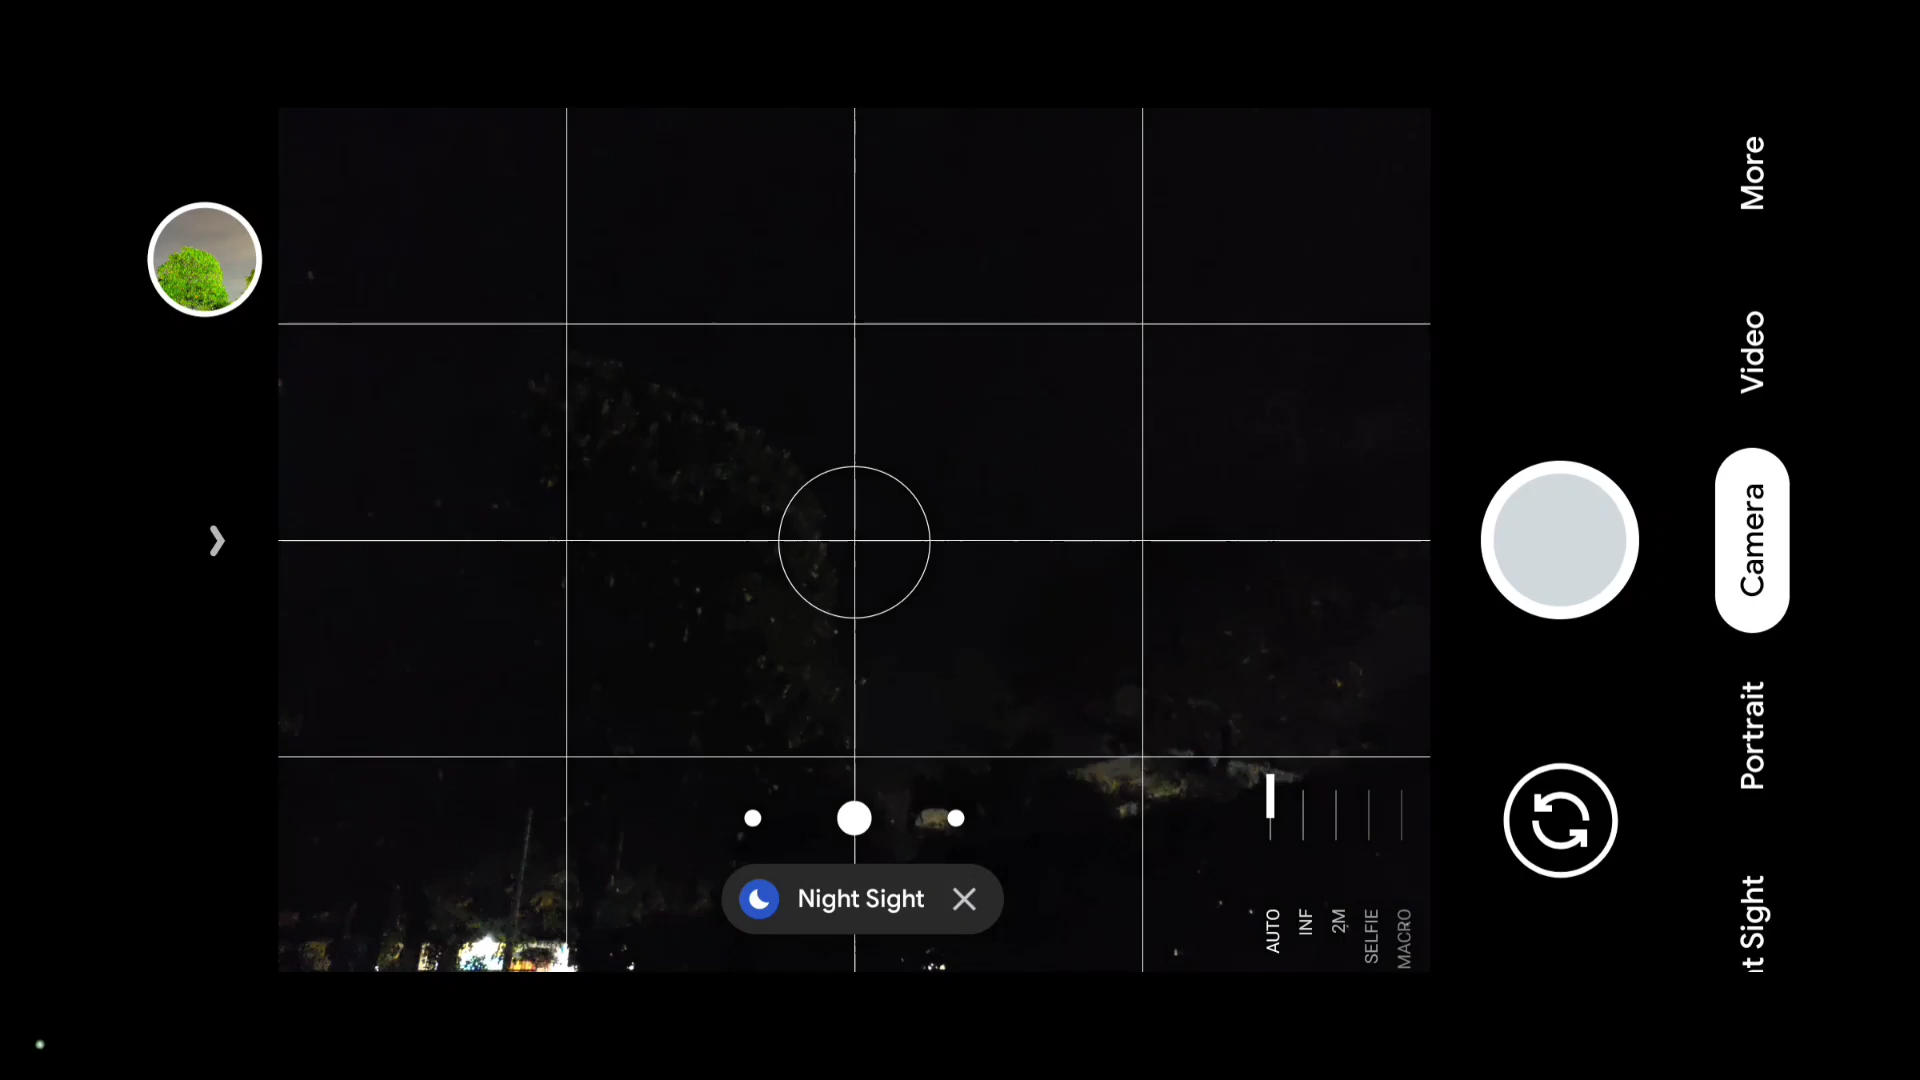 More
Video
Camera
Portrait
t Sight
Night Sight
AUTO
INF
2M
SELFIE
MACRO